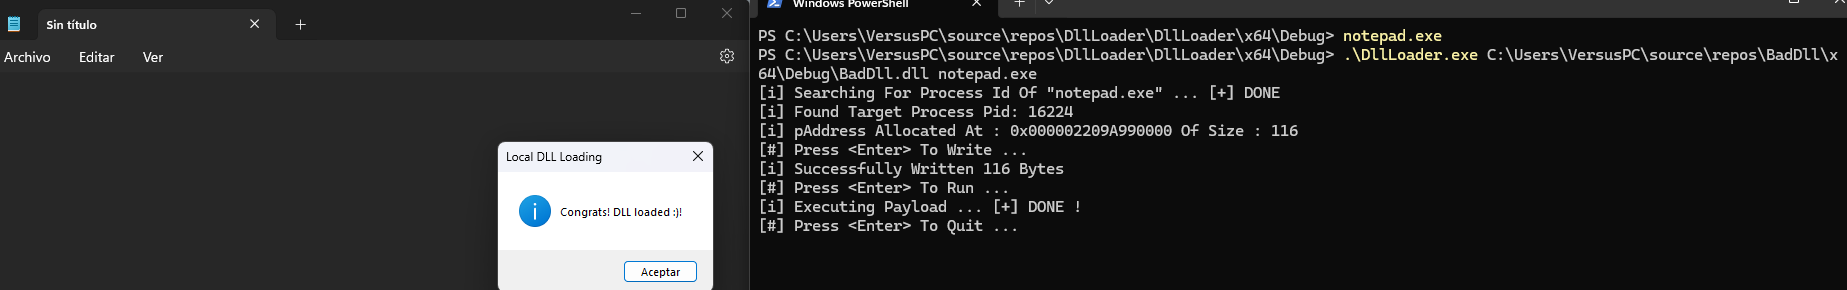 Sin título
Archivo Editar Ver
Local DLL Loading
Congrats! DLL loaded :)!
Aceptar
Windows PowerShell
PS C:\Users\VersusPC\source\repos\DllLoader\DllLoader\x64\Debug> notepad.exe
PS C:\Users\VersusPC\source\repos\DllLoader\DllLoader\x64\Debug> .\DllLoader.exe C:\Users\VersusPC\source\repos\BadDll\x
64\Debug\BadDll.dll notepad.exe
[i] Searching For Process Id Of "notepad.exe" ... [+] DONE
[i] Found Target Process Pid: 16224
[i] pAddress Allocated At : 0x000002209A990000 Of Size : 116
[#] Press <Enter> To Write ...
[i] Successfully Written 116 Bytes
[#] Press <Enter> To Run ...
[i] Executing Payload ... [+] DONE !
[#] Press <Enter> To Quit ...